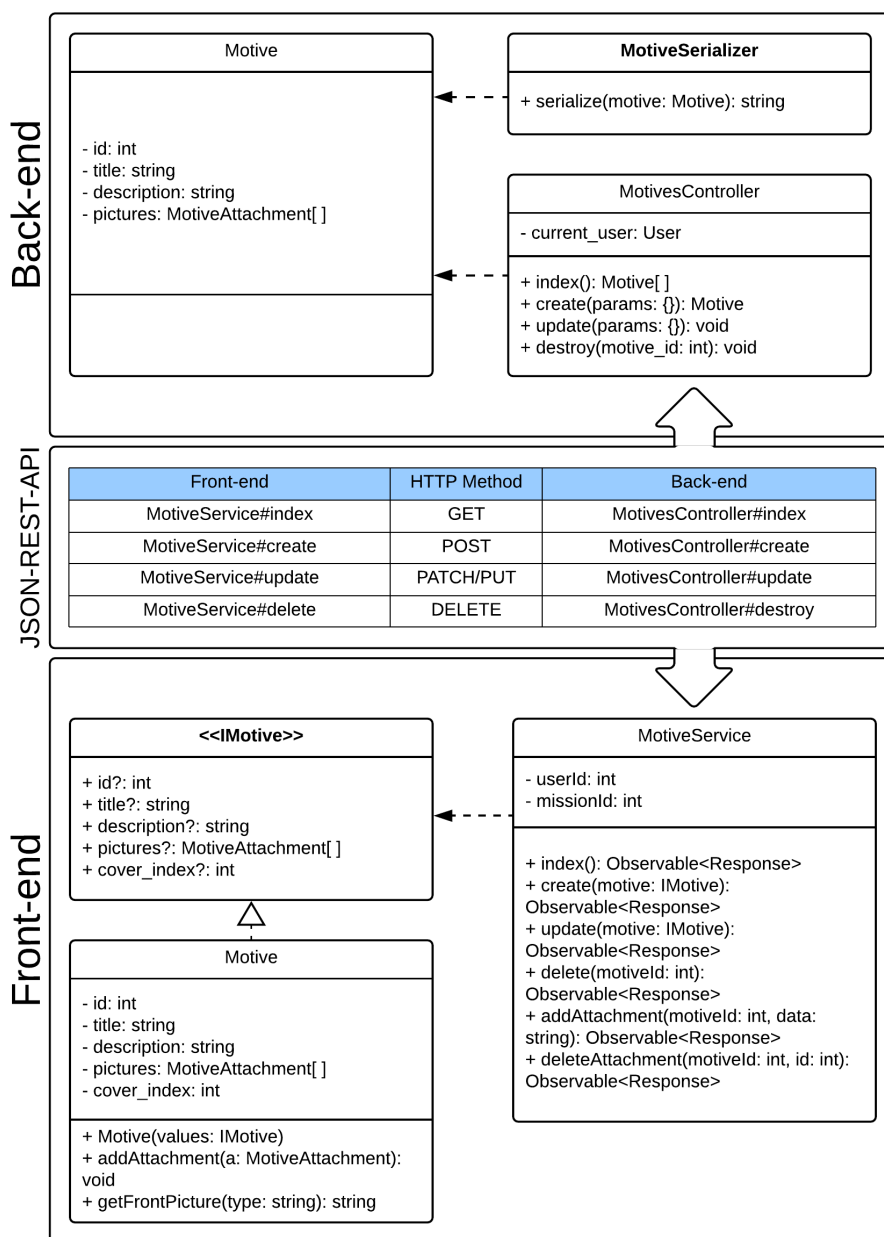 Back-end
Motive
- id: int
- title: string
- description: string
- pictures: MotiveAttachment[ ]
MotiveSerializer
+ serialize(motive: Motive): string
MotivesController
- current_user: User
+ index(): Motive[ ]
+ create(params: {}): Motive
+ update(params: {}): void
+ destroy(motive_id: int): void
JSON-REST-API
Front-end HTTP Method Back-end
MotiveService#index GET MotivesController#index
MotiveService#create POST MotivesController#create
MotiveService#update PATCH/PUT MotivesController#update
MotiveService#delete DELETE MotivesController#destroy
Front-end
<<IMotive>>
+ id?: int
+ title?: string
+ description?: string
+ pictures?: MotiveAttachment[ ]
+ cover_index?: int
Motive
- id: int
- title: string
- description: string
- pictures: MotiveAttachment[ ]
- cover_index: int
+ Motive(values: IMotive)
+ addAttachment(a: MotiveAttachment):
void
+ getFrontPicture(type: string): string
MotiveService
- userId: int
- missionId: int
+ index(): Observable<Response>
+ create(motive: IMotive):
Observable<Response>
+ update(motive: IMotive):
Observable<Response>
+ delete(motiveId: int):
Observable<Response>
+ addAttachment(motiveId: int, data:
string): Observable<Response>
+ deleteAttachment(motiveId: int, id: int):
Observable<Response>